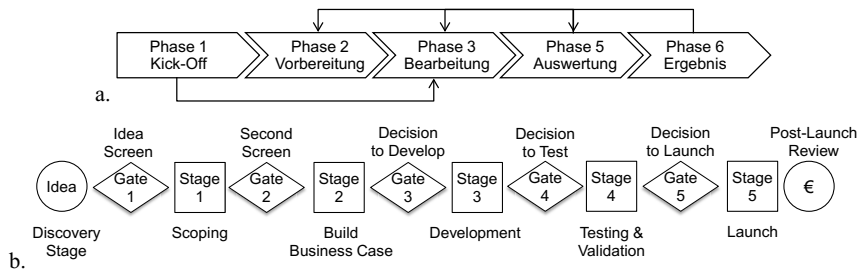 Phase 1
Kick-Off
Phase 2
Vorbereitung
Phase 3
Bearbeitung
Phase 5
Auswertung
Phase 6
Ergebnis
a.
Idea
Screen
Second
Screen
Decision
to Develop
Decision
to Test
Decision
to Launch
Post-Launch
Review
Idea
Gate
1
Stage
1
Gate
2
Stage
2
Gate
3
Stage
3
Gate
4
Stage
4
Gate
5
Stage
5
€
Discovery
Stage
Scoping
Build
Business Case
Development
Testing &
Validation
Launch
b.